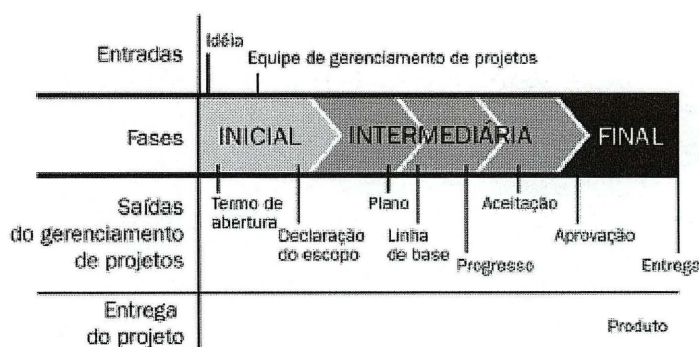 Entradas
Idéia
Equipe de gerenciamento de projetos
Fases
INICIAL
INTERMEDIÁRIA
FINAL
Saídas
do gerenciamento
de projetos
Termo de
abertura
Declaração
do escopo
Plano
Linha
de base
Progresso
Aceitação
Aprovação
Entrega
Entrega
do projeto
Produto